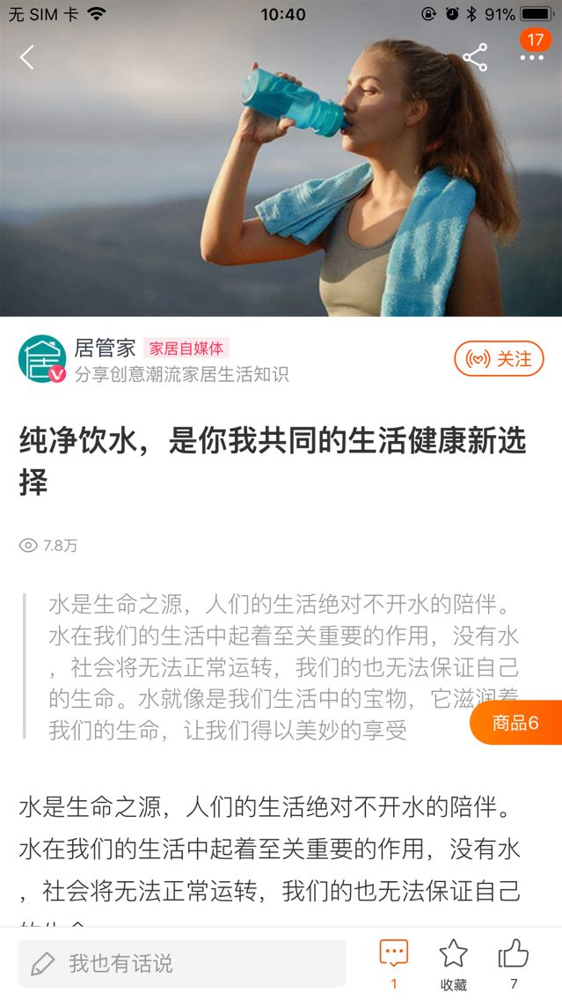 无 SIM 卡
10:40
91%
17
居管家 家居自媒体
分享创意潮流家居生活知识
关注
纯净饮水，是你我共同的生活健康新选
择
7.8万
水是生命之源，人们的生活绝对不开水的陪伴。
水在我们的生活中起着至关重要的作用，没有水
，社会将无法正常运转，我们的也无法保证自己
的生命。水就像是我们生活中的宝物，它滋润着
我们的生命，让我们得以美妙的享受
商品6
水是生命之源，人们的生活绝对不开水的陪伴。
水在我们的生活中起着至关重要的作用，没有水
，社会将无法正常运转，我们的也无法保证自己
我也有话说
1
收藏
7